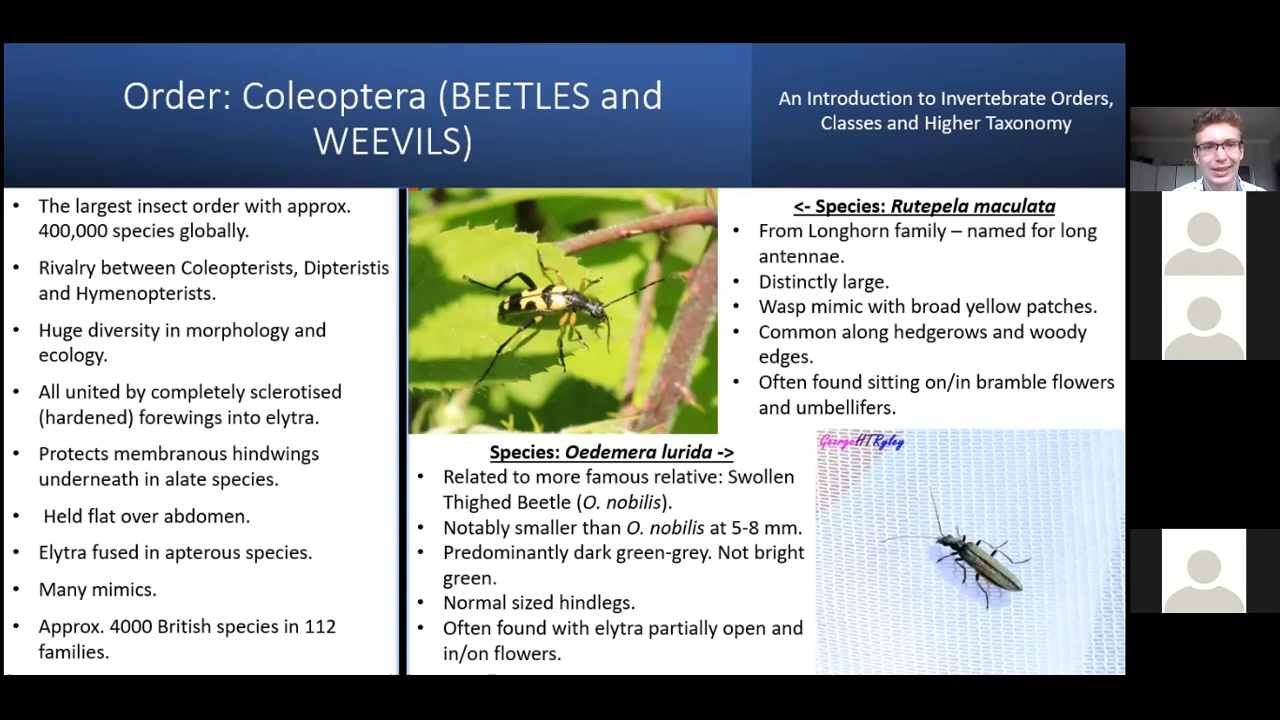 Order: Coleoptera (BEETLES and
WEEVILS)
An Introduction to Invertebrate Orders,
Classes and Higher Taxonomy
• The largest insect order with approx.
400,000 species globally.
• Rivalry between Coleopterists, Dipteristis
and Hymenopterists.
• Huge diversity in morphology and
ecology.
• All united by completely sclerotised
(hardened) forewings into elytra.
• Protects membranous hindwings
underneath in alate species.
• Held flat over abdomen.
• Elytra fused in apterous species.
• Many mimics.
• Approx. 4000 British species in 112
families.
<- Species: Rutepela maculata
• From Longhorn family – named for long
antennae.
• Distinctly large.
• Wasp mimic with broad yellow patches.
• Common along hedgerows and woody
edges.
• Often found sitting on/in bramble flowers
and umbellifers.
Species: Oedemera lurida ->
• Related to more famous relative: Swollen
Thighed Beetle (O. nobilis).
• Notably smaller than O. nobilis at 5-8 mm.
• Predominantly dark green-grey. Not bright
green.
• Normal sized hindlegs.
• Often found with elytra partially open and
in/on flowers.
GeorgeHTRyley